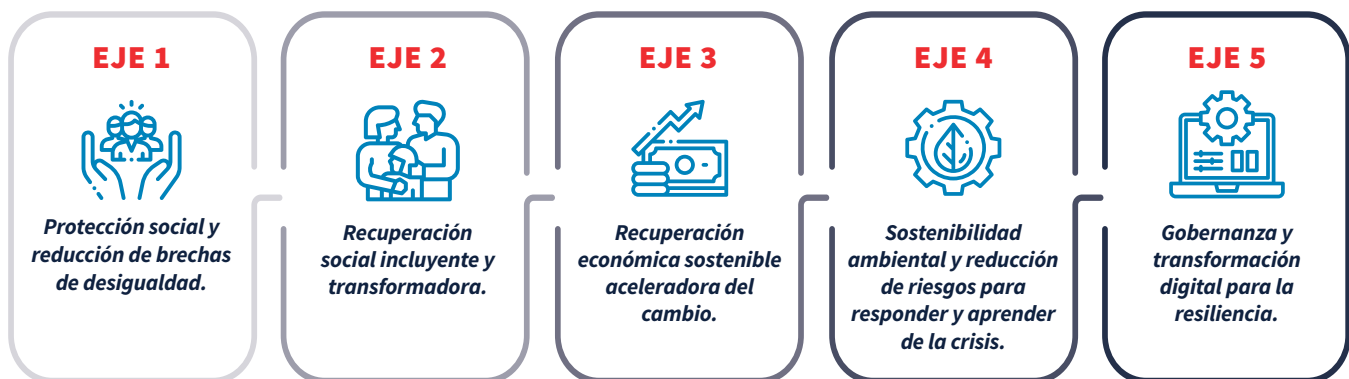 EJE 1
Protección social y
reducción de brechas
de desigualdad.
EJE 2
Recuperación
social incluyente y
transformadora.
EJE 3
Recuperación
económica sostenible
aceleradora del
cambio.
EJE 4
Sostenibilidad
ambiental y reducción
de riesgos para
responder y aprender
de la crisis.
EJE 5
Gobernanza y
transformación
digital para la
resiliencia.